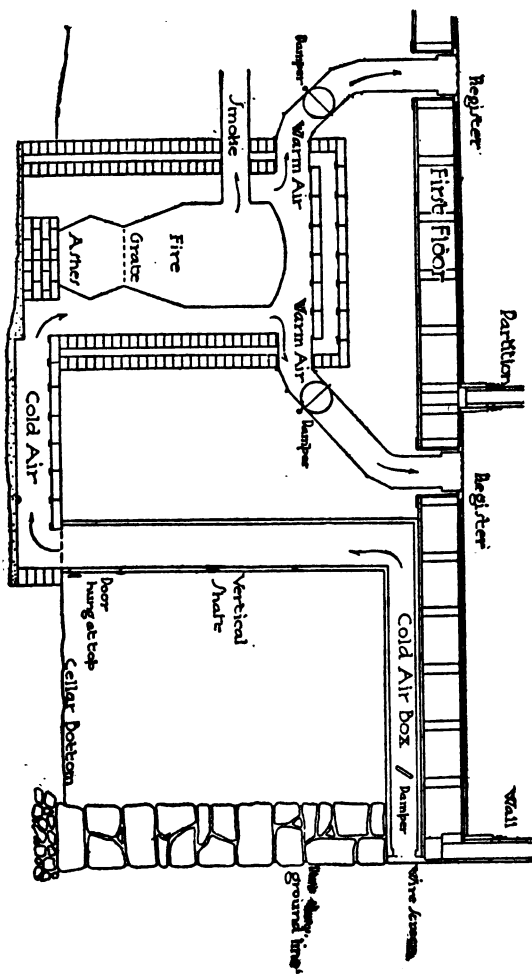 Partition
Wall
Register
Register
First Floor
Cold Air Box
Damper
Wire screen
Damper
Warm Air
Warm Air
Damper
ground line
Smoke
Fire
Grate
Ashes
Vertical
Shaft
Door
hung at top
Cold Air
Cellar Bottom